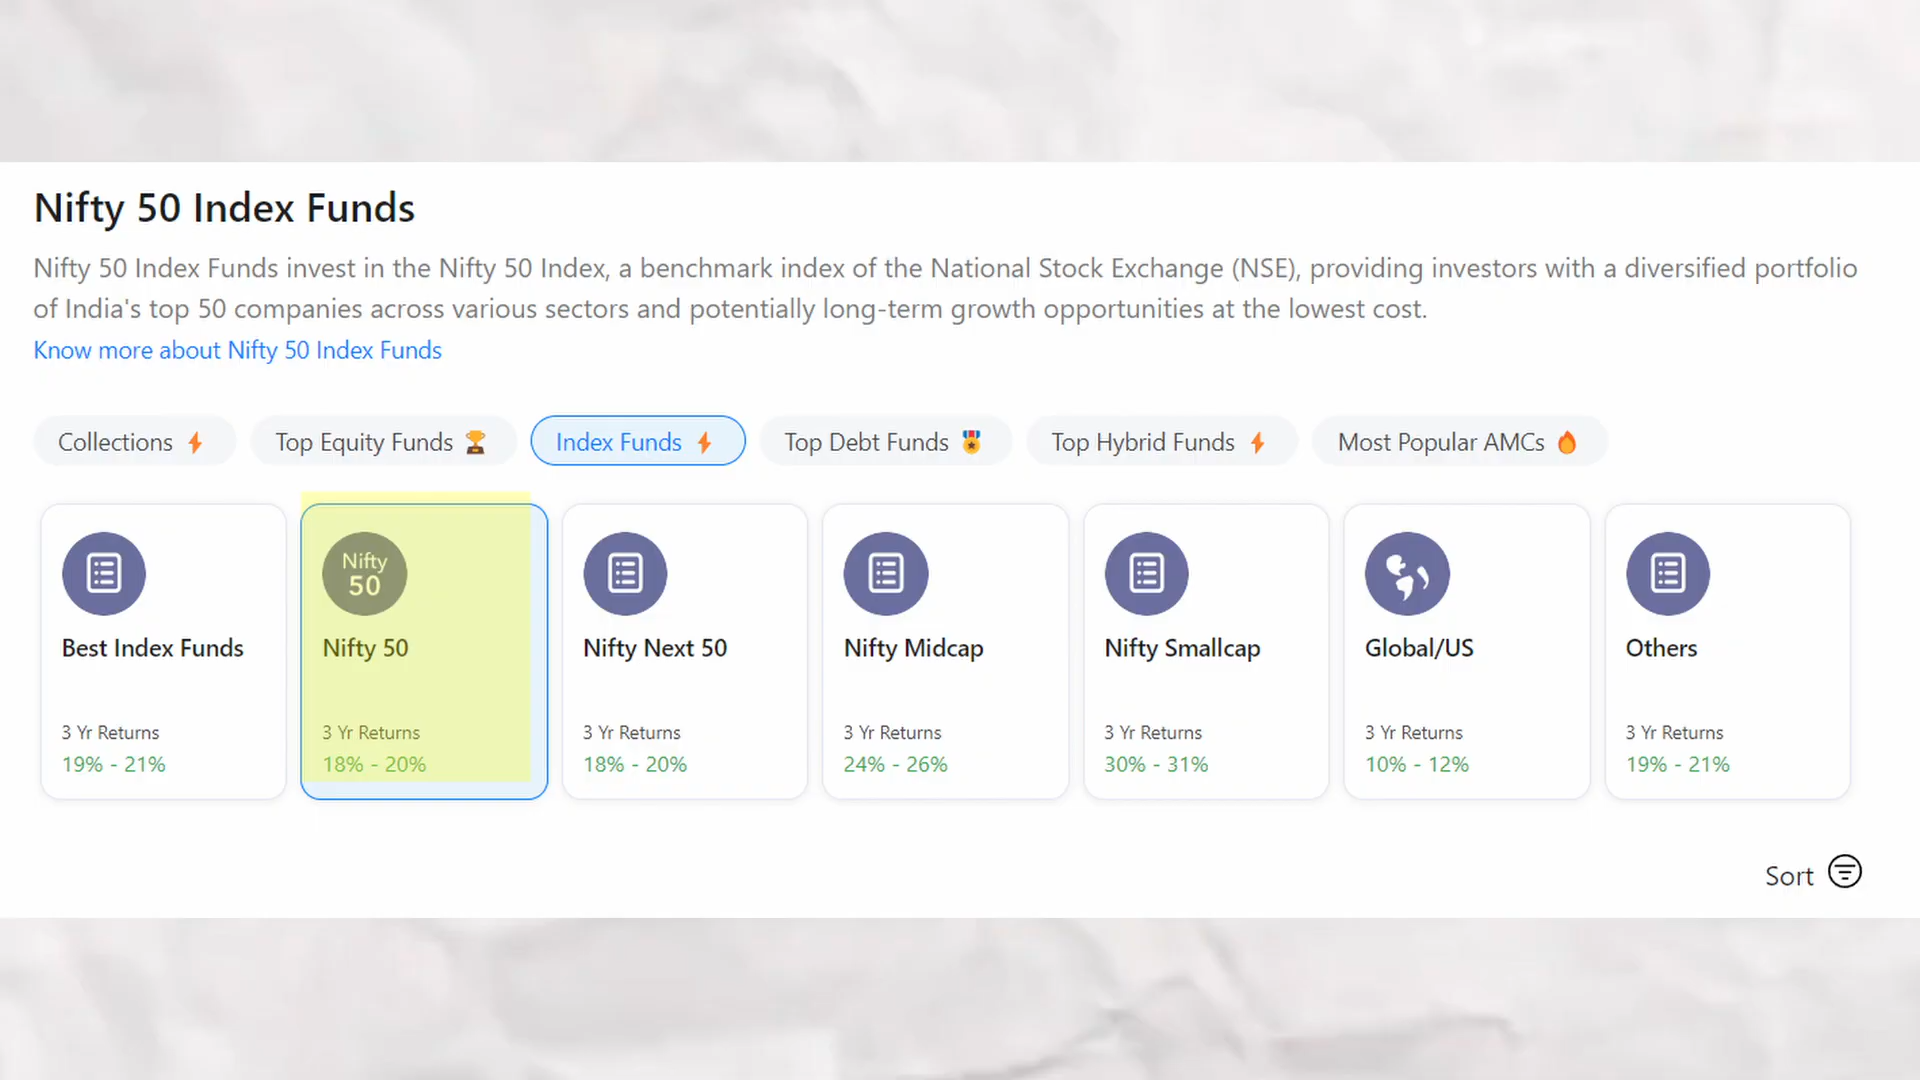 Nifty 50 Index Funds
Nifty 50 Index Funds invest in the Nifty 50 Index, a benchmark index of the National Stock Exchange (NSE), providing investors with a diversified portfolio
of India's top 50 companies across various sectors and potentially long-term growth opportunities at the lowest cost.
Know more about Nifty 50 Index Funds
Collections
Top Equity Funds
Index Funds
Top Debt Funds
Top Hybrid Funds
Most Popular AMCs
Best Index Funds
3 Yr Returns
19% - 21%
Nifty
50
Nifty 50
3 Yr Returns
18% - 20%
Nifty Next 50
3 Yr Returns
18% - 20%
Nifty Midcap
3 Yr Returns
24% - 26%
Nifty Smallcap
3 Yr Returns
30% - 31%
Global/US
3 Yr Returns
10% - 12%
Others
3 Yr Returns
19% - 21%
Sort